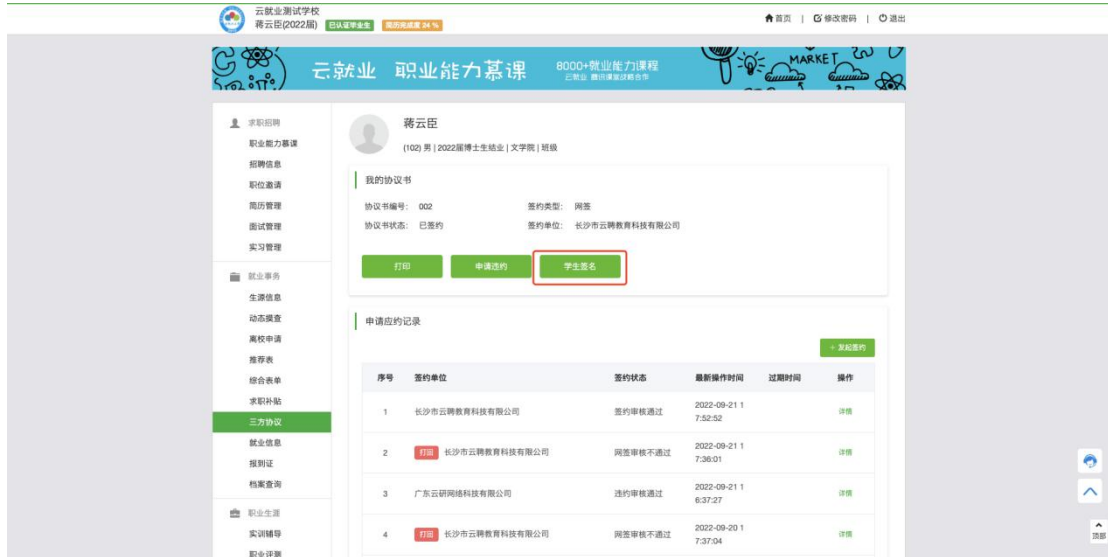 云就业测试学校
蒋云臣(2022届) 已认证毕业生 简历完成度 24 %
首页 | 修改密码 | 退出
云就业 职业能力慕课
8000+就业能力课程
MARKET
求职招聘
职业能力慕课
招聘信息
职位邀请
简历管理
面试管理
实习管理
就业事务
生源信息
动态摸查
离校申请
推荐表
综合表单
求职补贴
三方协议
就业信息
报到证
档案查询
职业生涯
实训辅导
职业评测
蒋云臣
(102) 男 | 2022届博士生结业 | 文学院 | 班级
我的协议书
协议书编号: 002 签约类型: 网签
协议书状态: 已签约 签约单位: 长沙市云聘教育科技有限公司
打印 申请违约 学生签名
申请应约记录
+ 发起签约
序号 签约单位 签约状态 最新操作时间 过期时间 操作
1 长沙市云聘教育科技有限公司 签约审核通过 2022-09-21 1
7:52:52 详情
2 打回 长沙市云聘教育科技有限公司 网签审核不通过 2022-09-21 1
7:36:01 详情
3 广东云研网络科技有限公司 违约审核通过 2022-09-21 1
6:37:27 详情
4 打回 长沙市云聘教育科技有限公司 网签审核不通过 2022-09-20 1
7:37:04 详情
顶部